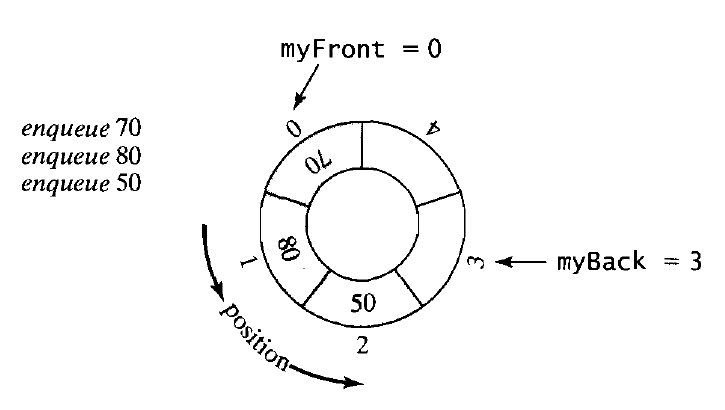 myFront = 0
enqueue 70
enqueue 80
enqueue 50
0
4
70
80
1
3
myBack = 3
50
position
2